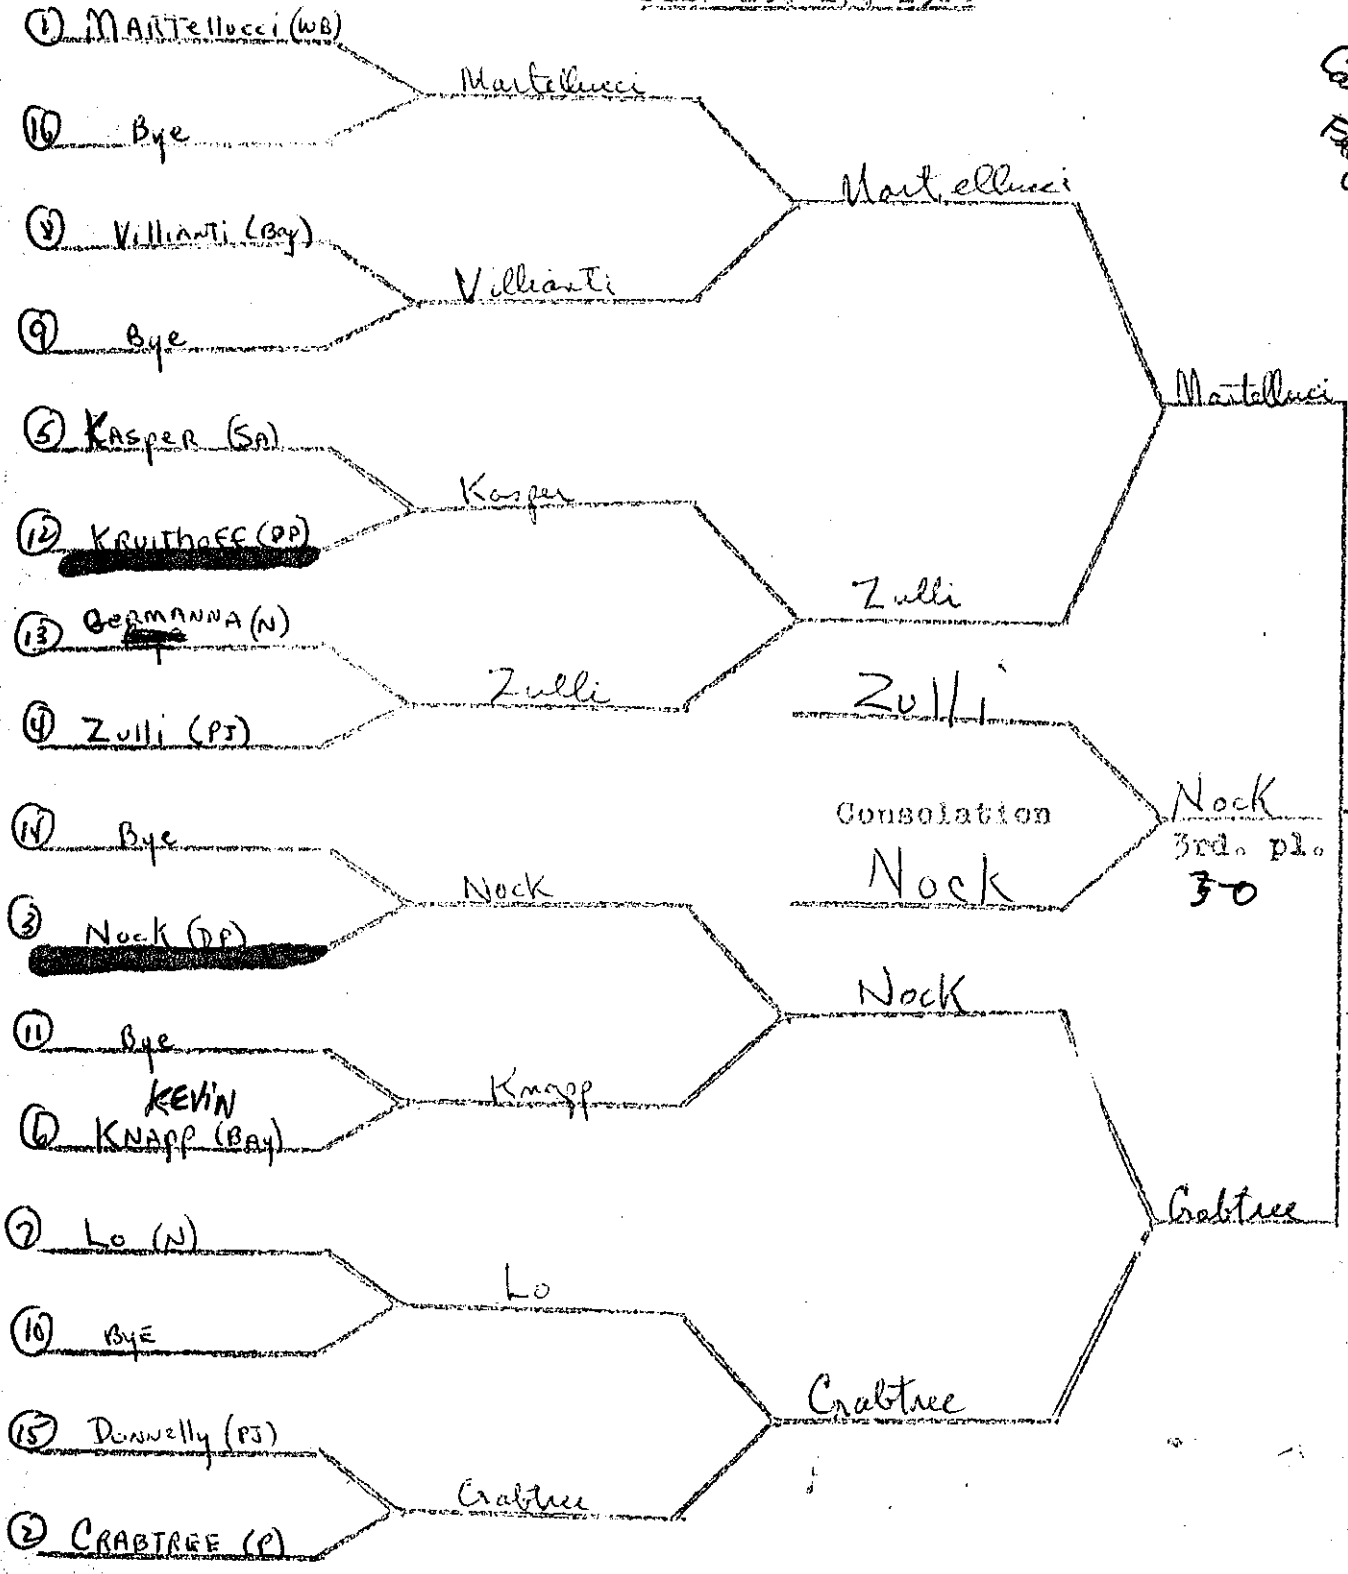 ① MARTellucci (WB)
Martellucci
⑯ Bye
Martellucci
⑧ VilliANTi (Bay)
Villianti
⑨ Bye
Martellucci
⑤ KAspeR (SA)
Kasper
⑫ KRuithoFF (DP)
Zulli
⑬ GeRMANNA (N)
Zulli
Zulli
④ Zulli (PJ)
Consolation
Nock
3rd. pl.
3-0
⑭ Bye
Nock
Nock
③ Nock (DP)
Nock
⑪ Bye
Knapp
KEViN
⑥ KNAPP (BAy)
Crabtree
⑦ Lo (N)
Lo
⑩ ByE
Crabtree
⑮ Donnelly (PJ)
Crabtree
② CRABTREE (P)